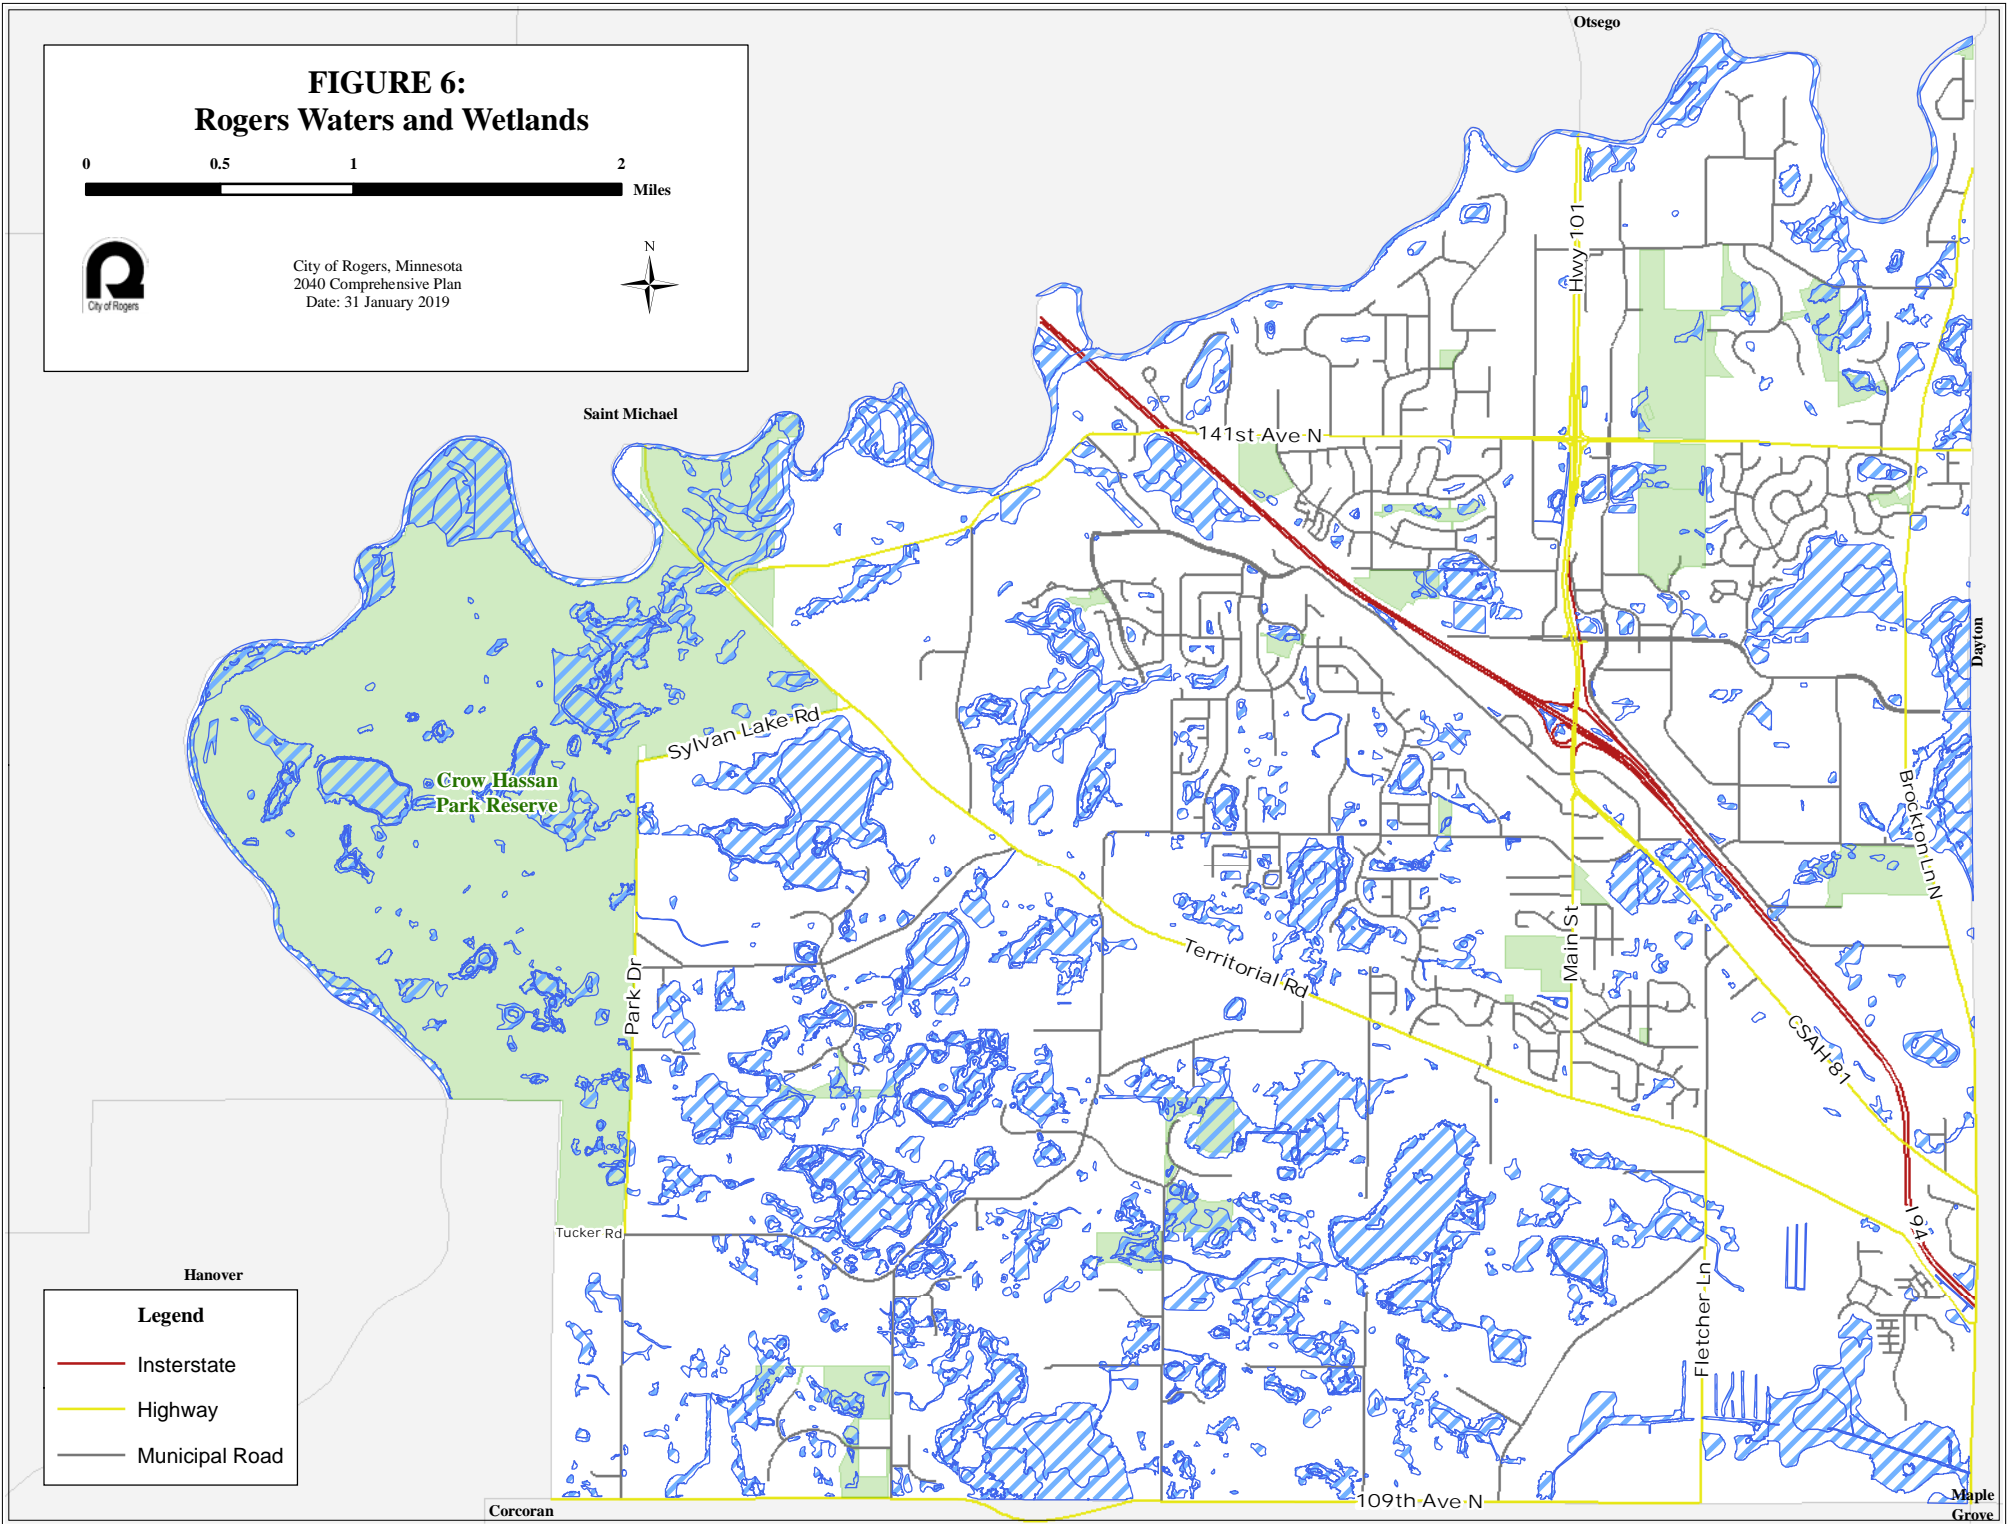 Otsego
FIGURE 6:
Rogers Waters and Wetlands
0 0.5 1 2
Miles
City of Rogers
City of Rogers, Minnesota
2040 Comprehensive Plan
Date: 31 January 2019
N
Hwy 101
Saint Michael
141st Ave N
Dayton
Sylvan Lake Rd
Crow Hassan
Park Reserve
Brockton Ln N
Main St
Territorial Rd
Park Dr
CSAH 81
I 94
Tucker Rd
Hanover
Fletcher Ln
Legend
Insterstate
Highway
Municipal Road
109th Ave N
Corcoran
Maple
Grove